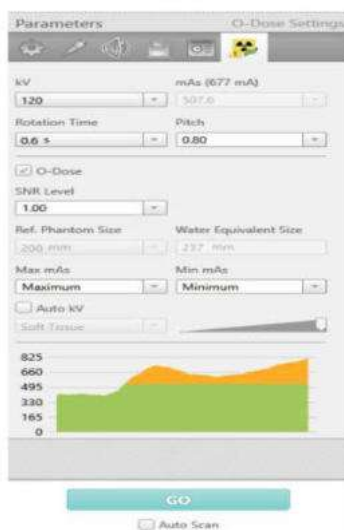 Parameters O-Dose Settings
kV mAs (677 mA)
120 507.0
Rotation Time Pitch
0.6 s 0.80
O-Dose
SNR Level
1.00
Ref. Phantom Size Water Equivalent Size
200 mm 237 mm
Max mAs Min mAs
Maximum Minimum
Auto kV
Soft Tissue
825
660
495
330
165
0
GO
Auto Scan